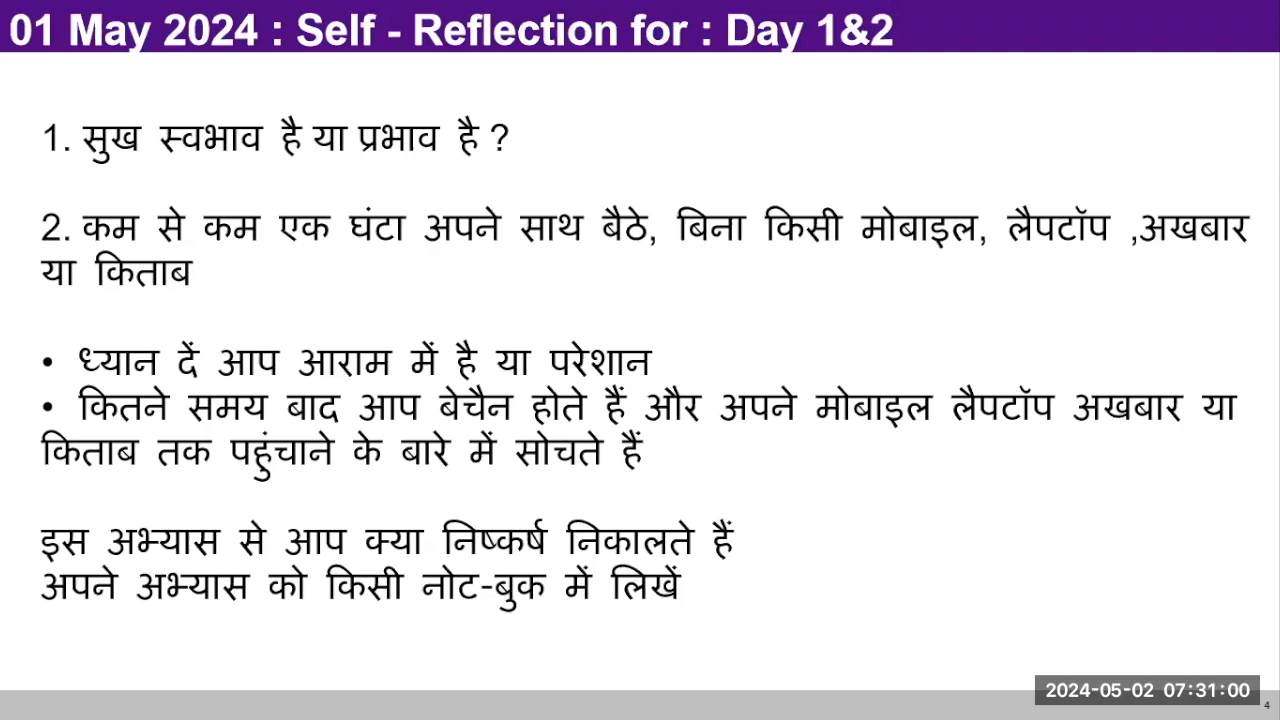 01 May 2024 : Self - Reflection for : Day 1&2
1. सुख स्वभाव है या प्रभाव है ?
2. कम से कम एक घंटा अपने साथ बैठे, बिना किसी मोबाइल, लैपटॉप ,अखबार
या किताब
• ध्यान दें आप आराम में है या परेशान
• कितने समय बाद आप बेचैन होते हैं और अपने मोबाइल लैपटॉप अखबार या
किताब तक पहुंचाने के बारे में सोचते हैं
इस अभ्यास से आप क्या निष्कर्ष निकालते हैं
अपने अभ्यास को किसी नोट-बुक में लिखें
2024-05-02 07:31:00
4